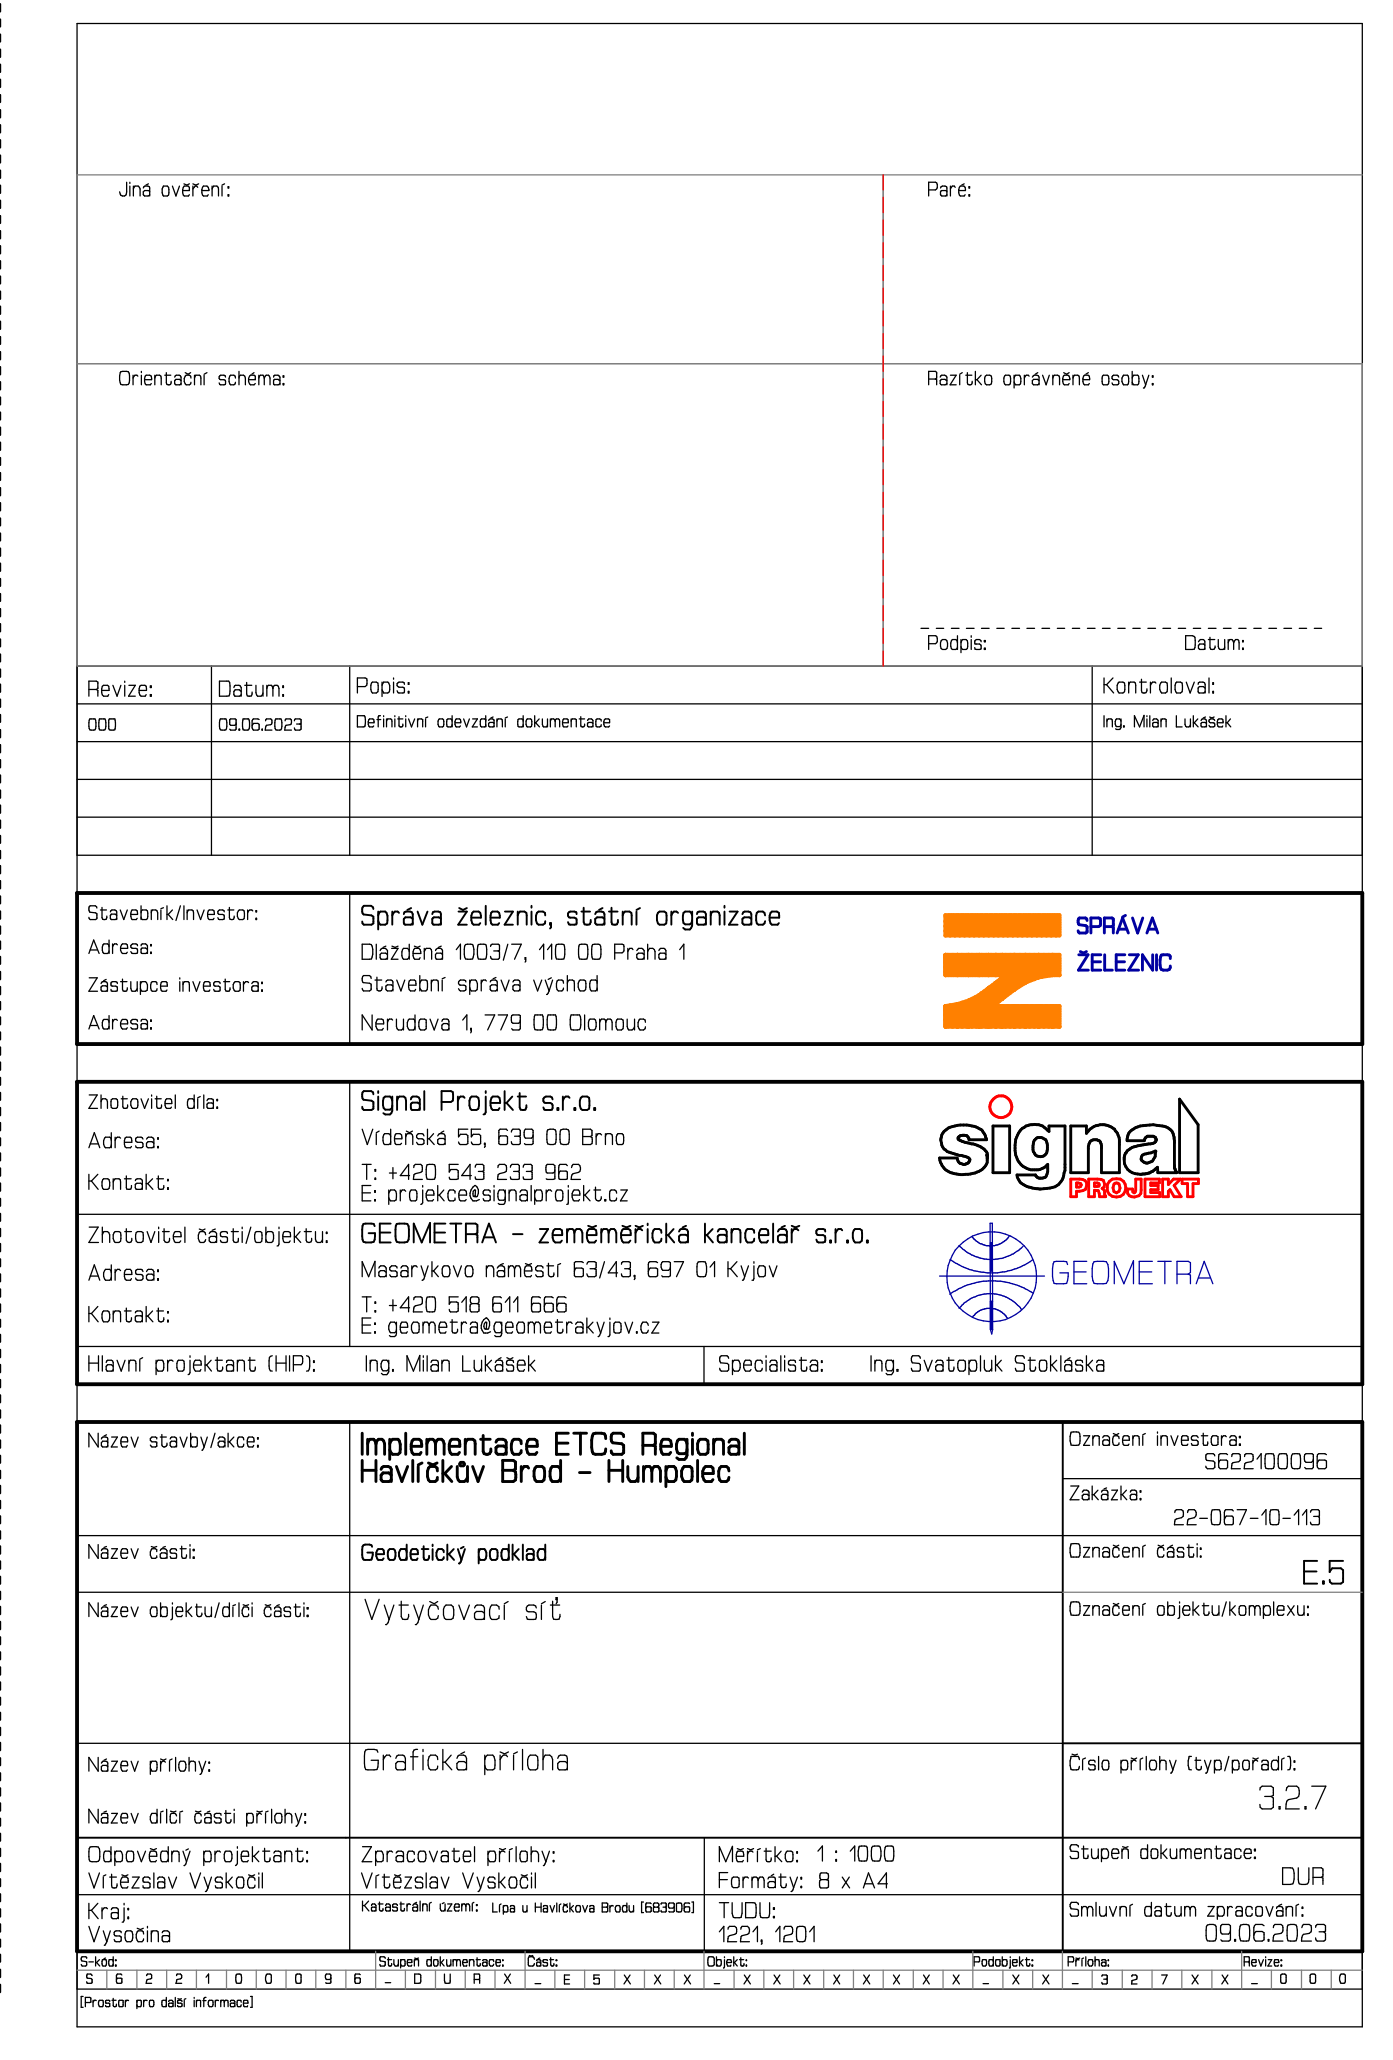 Jiná ověření:
Paré:
Orientační schéma:
Razítko oprávněné osoby:
Podpis: Datum:
Revize: Datum: Popis: Kontroloval:
000 09.06.2023 Definitivní odevzdání dokumentace Ing. Milan Lukášek
Stavebník/Investor: Správa železnic, státní organizace
Adresa: Dlážděná 1003/7, 110 00 Praha 1
Zástupce investora: Stavební správa východ
Adresa: Nerudova 1, 779 00 Olomouc
SPRÁVA
ŽELEZNIC
Zhotovitel díla: Signal Projekt s.r.o.
Adresa: Vídeňská 55, 639 00 Brno
Kontakt: T: +420 543 233 962
E: projekce@signalprojekt.cz
signal
PROJEKT
Zhotovitel části/objektu: GEOMETRA - zeměměřická kancelář s.r.o.
Adresa: Masarykovo náměstí 63/43, 697 01 Kyjov
Kontakt: T: +420 518 611 666
E: geometra@geometrakyjov.cz
GEOMETRA
Hlavní projektant (HIP): Ing. Milan Lukášek Specialista: Ing. Svatopluk Stokláska
Název stavby/akce: Implementace ETCS Regional
Havlíčkův Brod - Humpolec
Označení investora:
S622100096
Zakázka:
22-067-10-113
Název části: Geodetický podklad
Označení části:
E.5
Název objektu/dílči části: Vytyčovací síť
Označení objektu/komplexu:
Název přílohy: Grafická příloha
Číslo přílohy (typ/pořadí):
3.2.7
Název dílčí části přílohy:
Odpovědný projektant: Zpracovatel přílohy: Měřítko: 1 : 1000 Stupeň dokumentace:
Vítězslav Vyskočil Vítězslav Vyskočil Formáty: 8 x A4 DUR
Kraj: Katastrální území: Lípa u Havlíčkova Brodu [683906] TUDU: Smluvní datum zpracování:
Vysočina 1221, 1201 09.06.2023
S-kód: Stupeň dokumentace: Část: Objekt: Podobjekt: Příloha: Revize:
S 6 2 2 1 0 0 0 9 6 _ D U R X _ E 5 X X X _ X X X X X X X X _ X X _ 3 2 7 X X _ 0 0 0
[Prostor pro další informace]